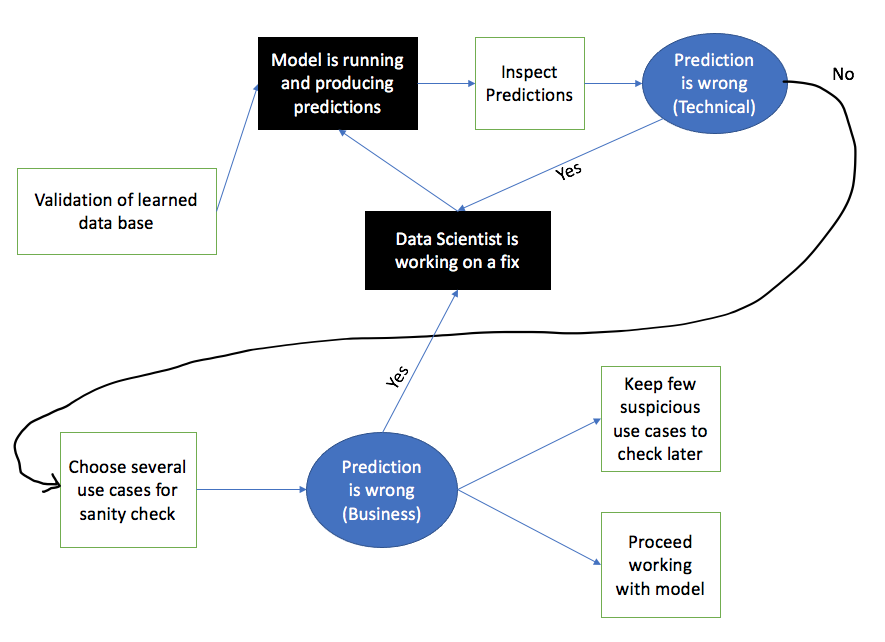 Model is running
and producing
predictions
Inspect
Predictions
Prediction
is wrong
(Technical)
No
Validation of learned
data base
Yes
Data Scientist is
working on a fix
Yes
Keep few
suspicious
use cases to
check later
Choose several
use cases for
sanity check
Prediction
is wrong
(Business)
Proceed
working
with model